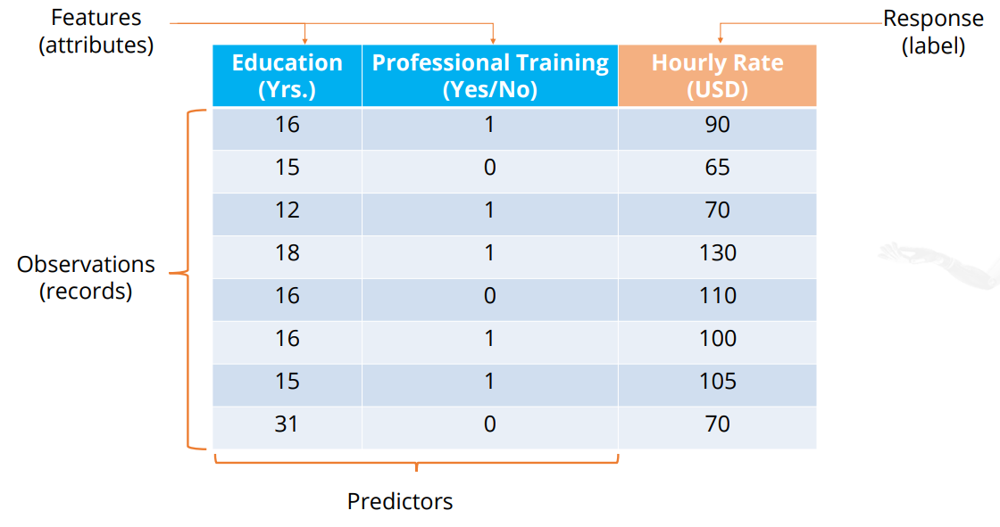 Features
(attributes)
Response
(label)
Education
(Yrs.)
Professional Training
(Yes/No)
Hourly Rate
(USD)
16 1 90
15 0 65
12 1 70
18 1 130
16 0 110
16 1 100
15 1 105
31 0 70
Observations
(records)
Predictors